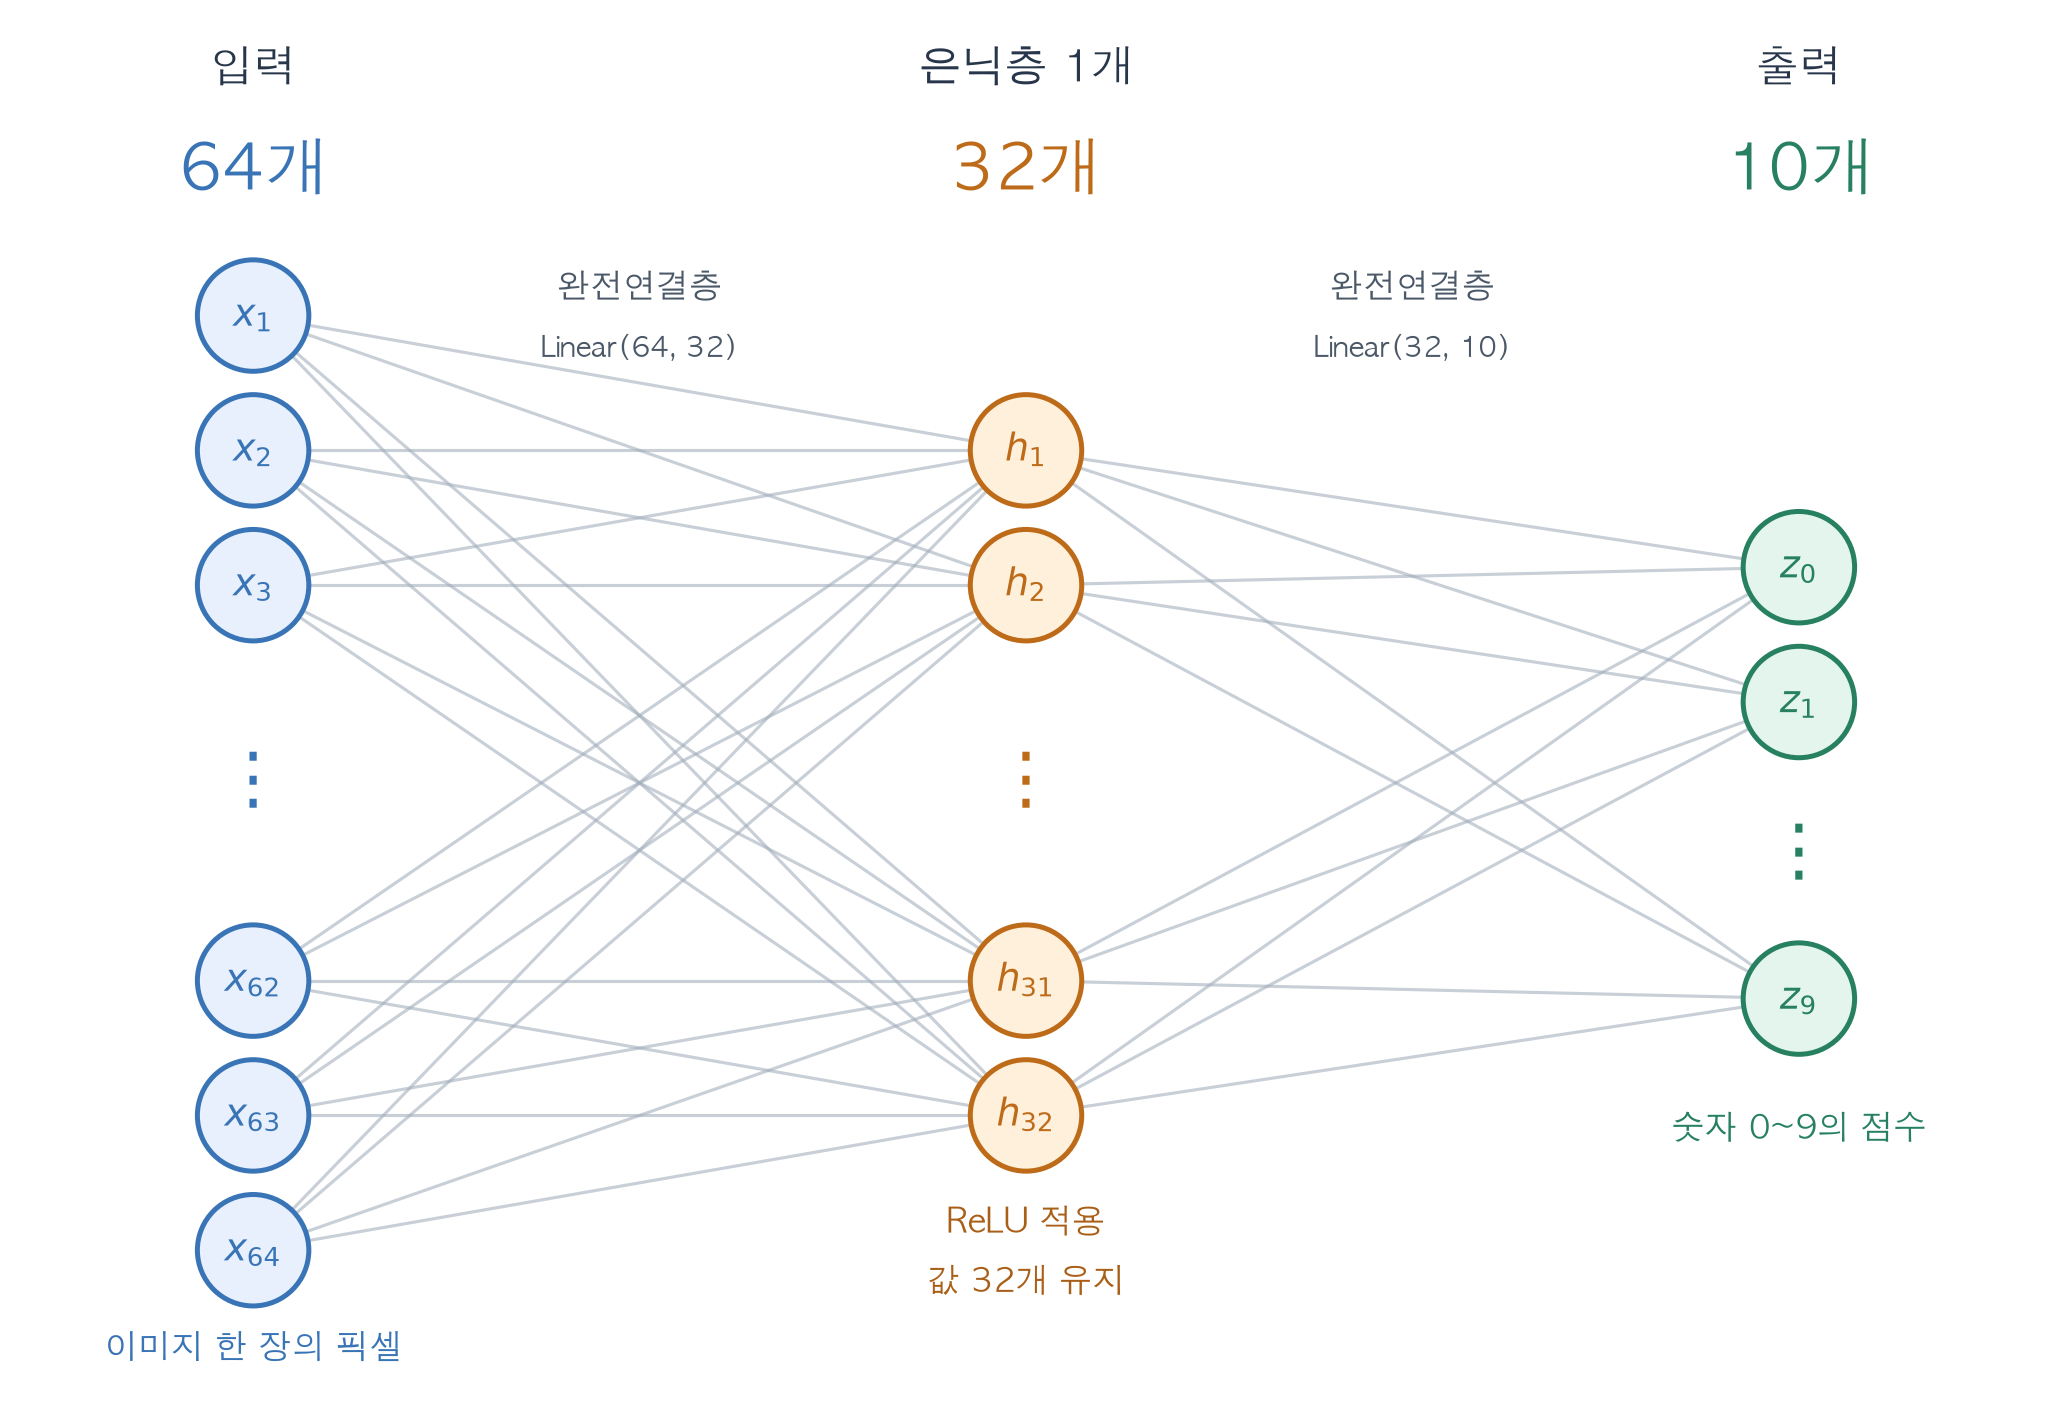 입력
64개
은닉층 1개
32개
출력
10개
완전연결층
Linear(64, 32)
완전연결층
Linear(32, 10)
x1
x2
x3
⋮
x62
x63
x64
이미지 한 장의 픽셀
h1
h2
⋮
h31
h32
ReLU 적용
값 32개 유지
z0
z1
⋮
z9
숫자 0~9의 점수